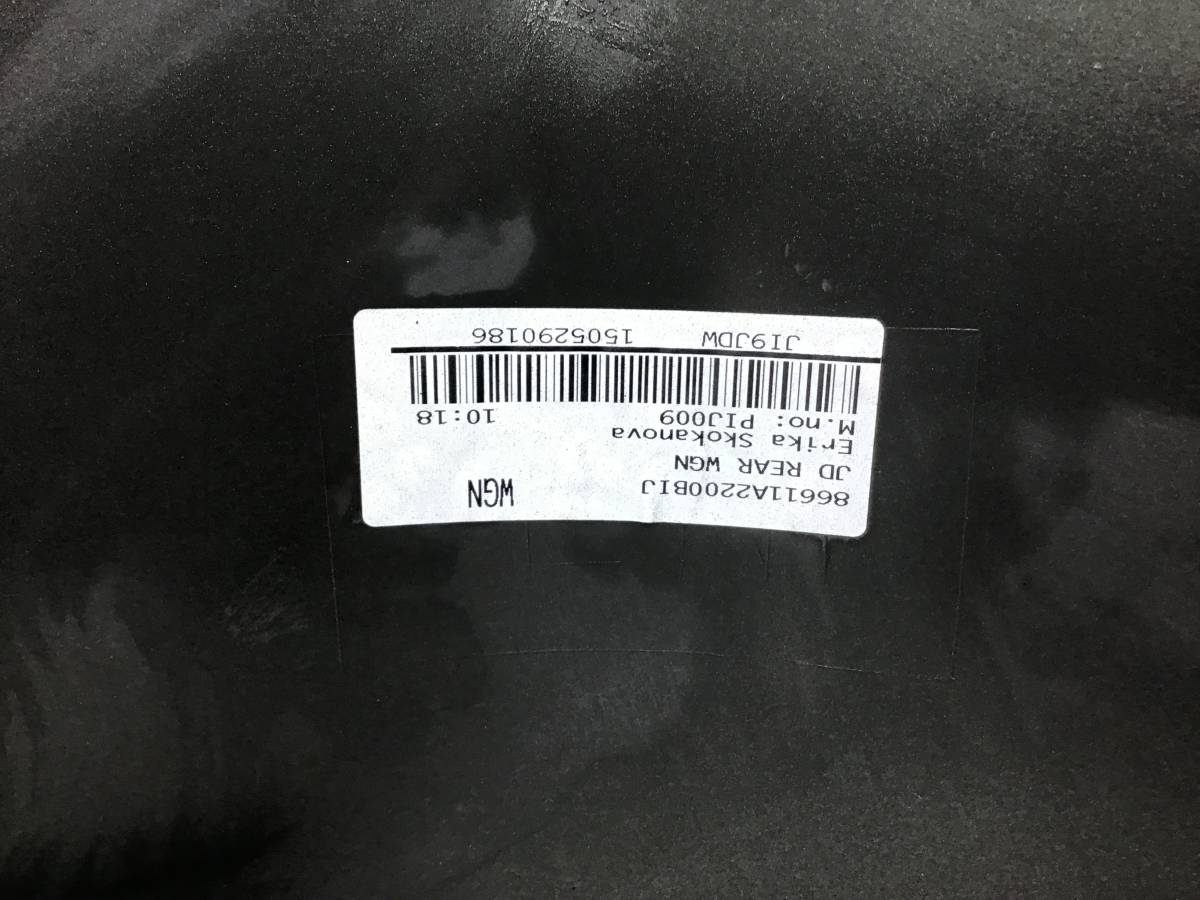 86611A2200BIJ WGN
JD REAR WGN
Erika Skokanova
M.no: PIJ009 10:18
JI9JDW 1505290186